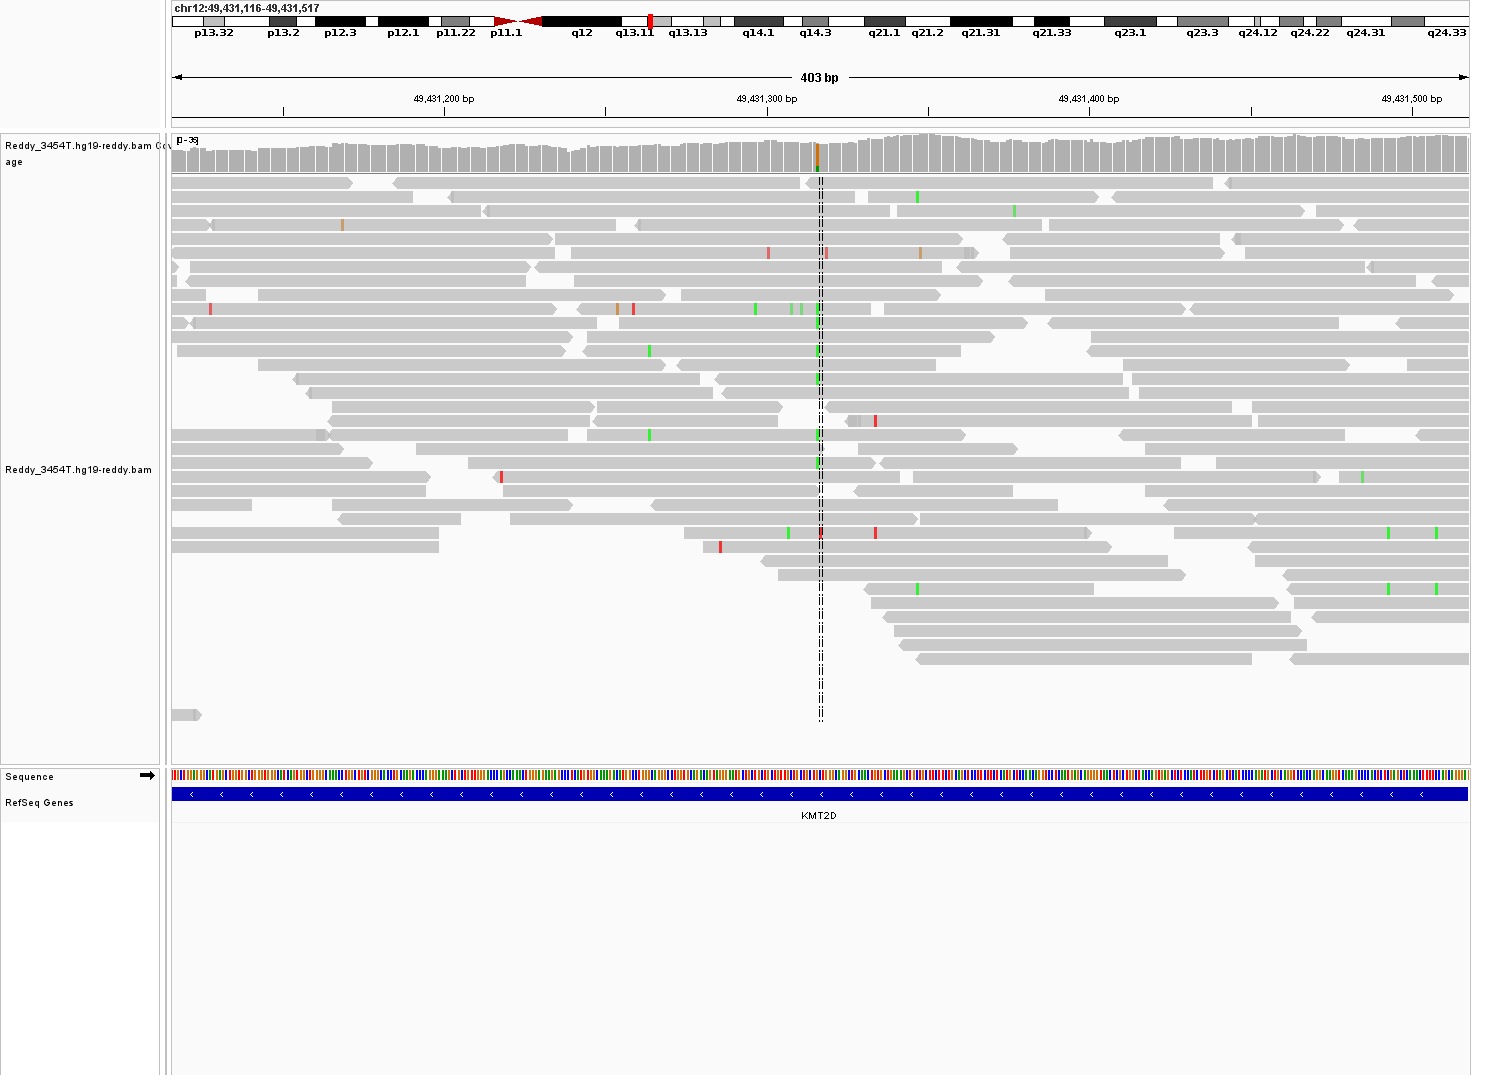 chr12:49,431,116-49,431,517
p13.32 p13.2 p12.3 p12.1 p11.22 p11.1 q12 q13.11 q13.13 q14.1 q14.3 q21.1 q21.2 q21.31 q21.33 q23.1 q23.3 q24.12 q24.22 q24.31 q24.33
403 bp
49,431,200 bp 49,431,300 bp 49,431,400 bp 49,431,500 bp
Reddy_3454T.hg19-reddy.bam Cov
age
Reddy_3454T.hg19-reddy.bam
Sequence
RefSeq Genes
KMT2D